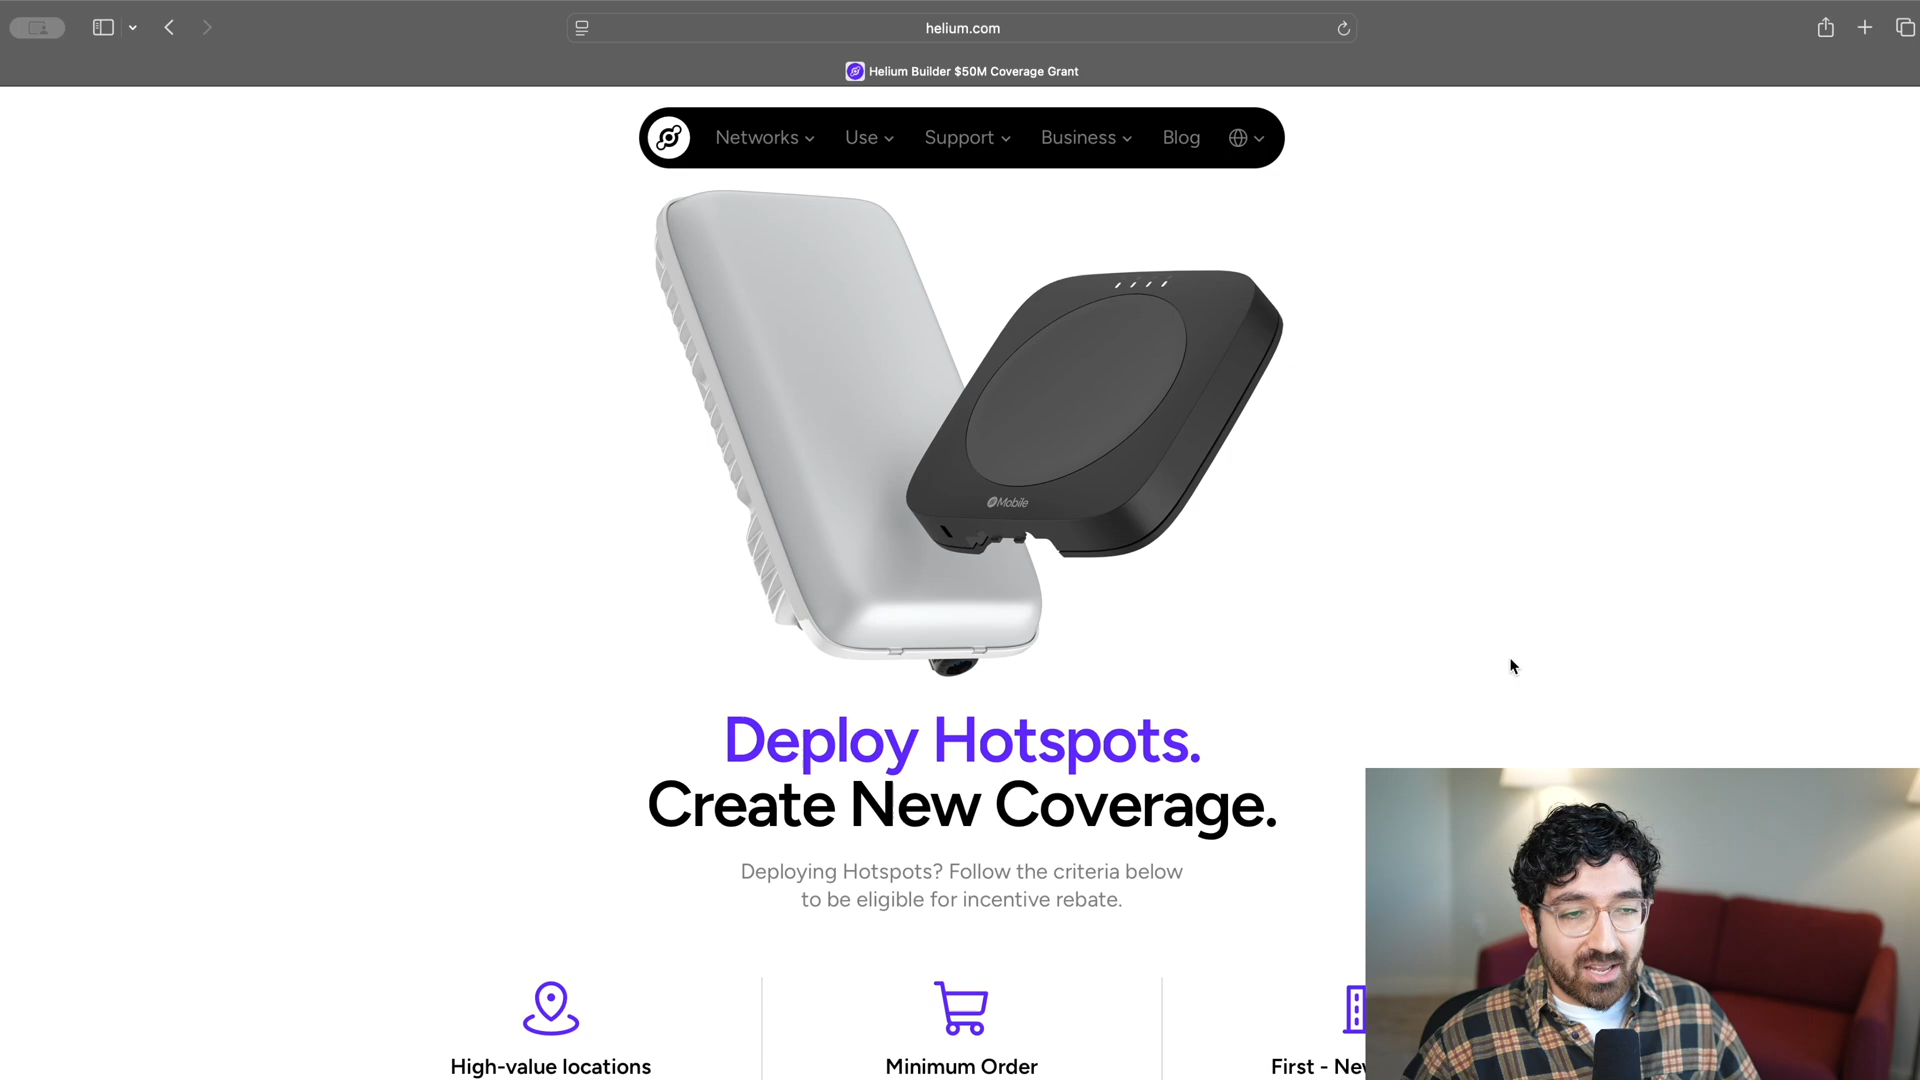 helium.com
Helium Builder $50M Coverage Grant
Networks
Use
Support
Business
Blog
Mobile
Deploy Hotspots.
Create New Coverage.
Deploying Hotspots? Follow the criteria below
to be eligible for incentive rebate.
High-value locations
Minimum Order
First -